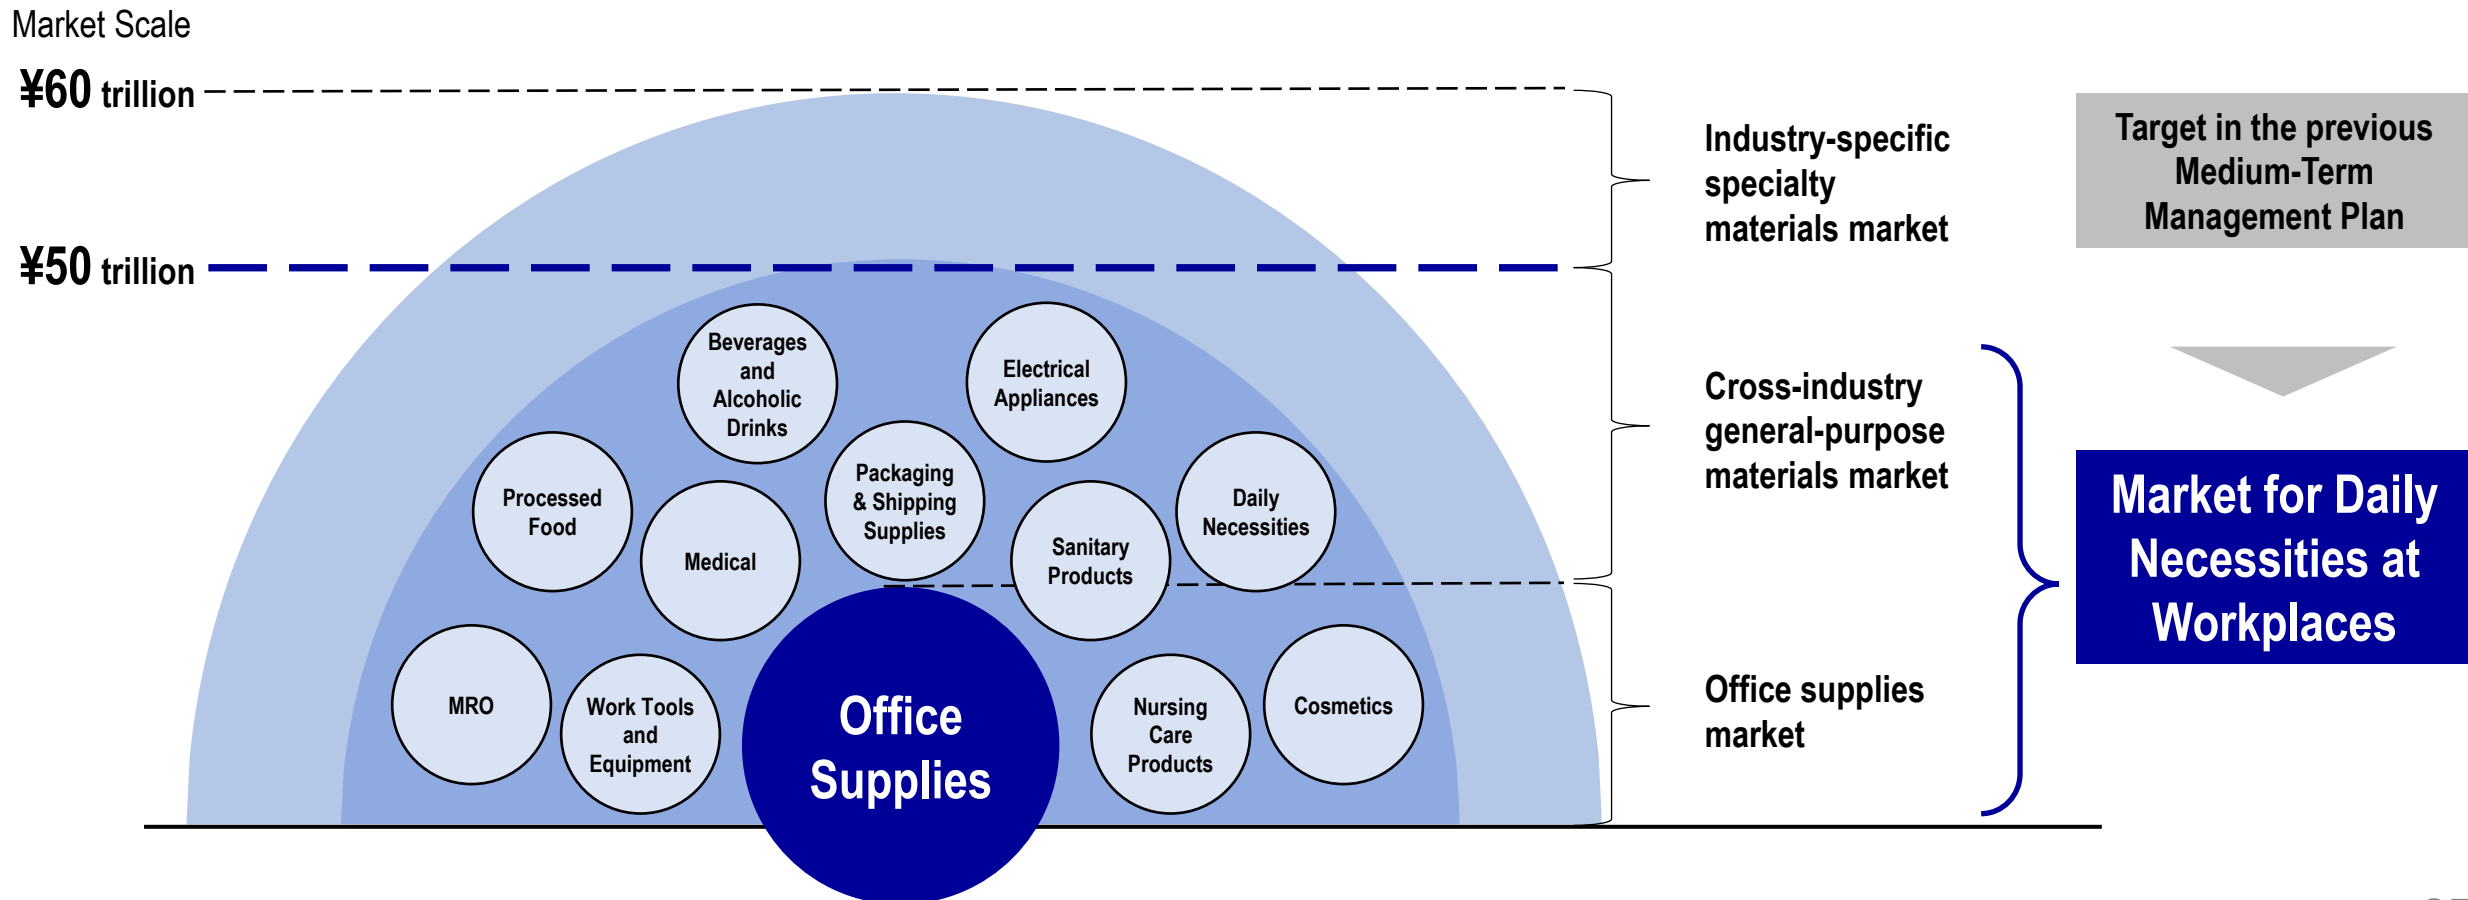 Market Scale
¥60 trillion
¥50 trillion
Beverages
and
Alcoholic
Drinks
Electrical
Appliances
Processed
Food
Medical
Packaging
& Shipping
Supplies
Sanitary
Products
Daily
Necessities
MRO
Work Tools
and
Equipment
Office
Supplies
Nursing
Care
Products
Cosmetics
Industry-specific
specialty
materials market
Cross-industry
general-purpose
materials market
Office supplies
market
Target in the previous
Medium-Term
Management Plan
Market for Daily
Necessities at
Workplaces